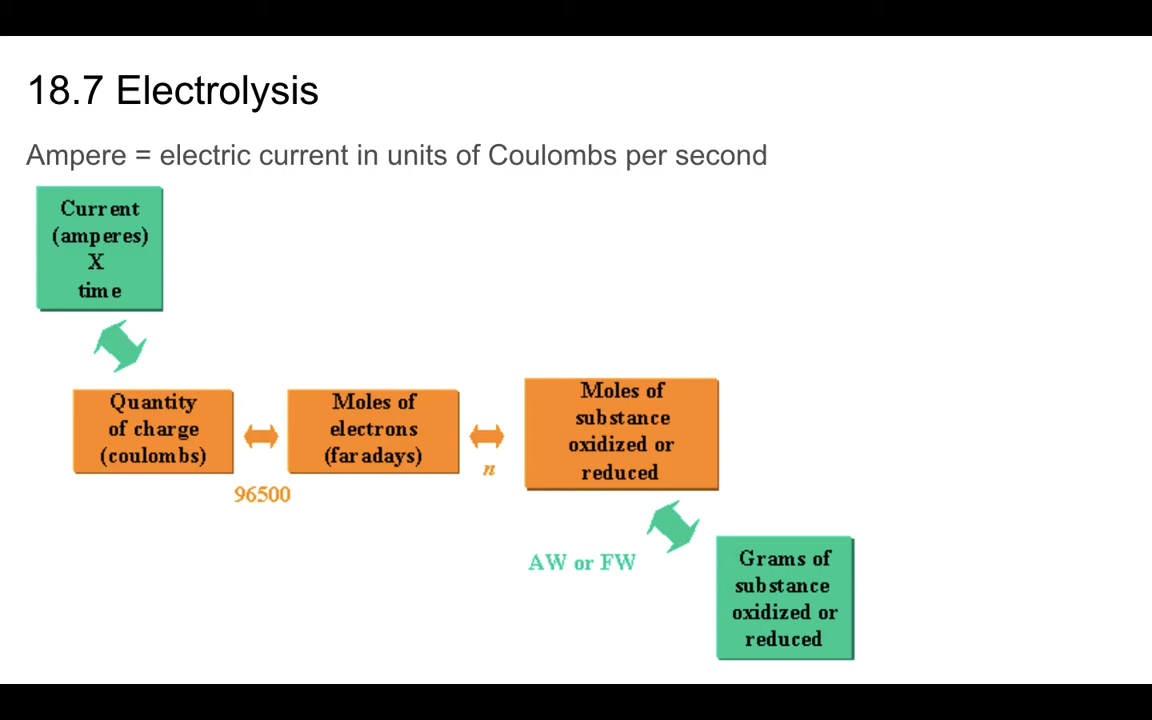 18.7 Electrolysis
Ampere = electric current in units of Coulombs per second
Current
(amperes)
X
time
Quantity
of charge
(coulombs)
96500
Moles of
electrons
(faradays)
n
Moles of
substance
oxidized or
reduced
AW or FW
Grams of
substance
oxidized or
reduced